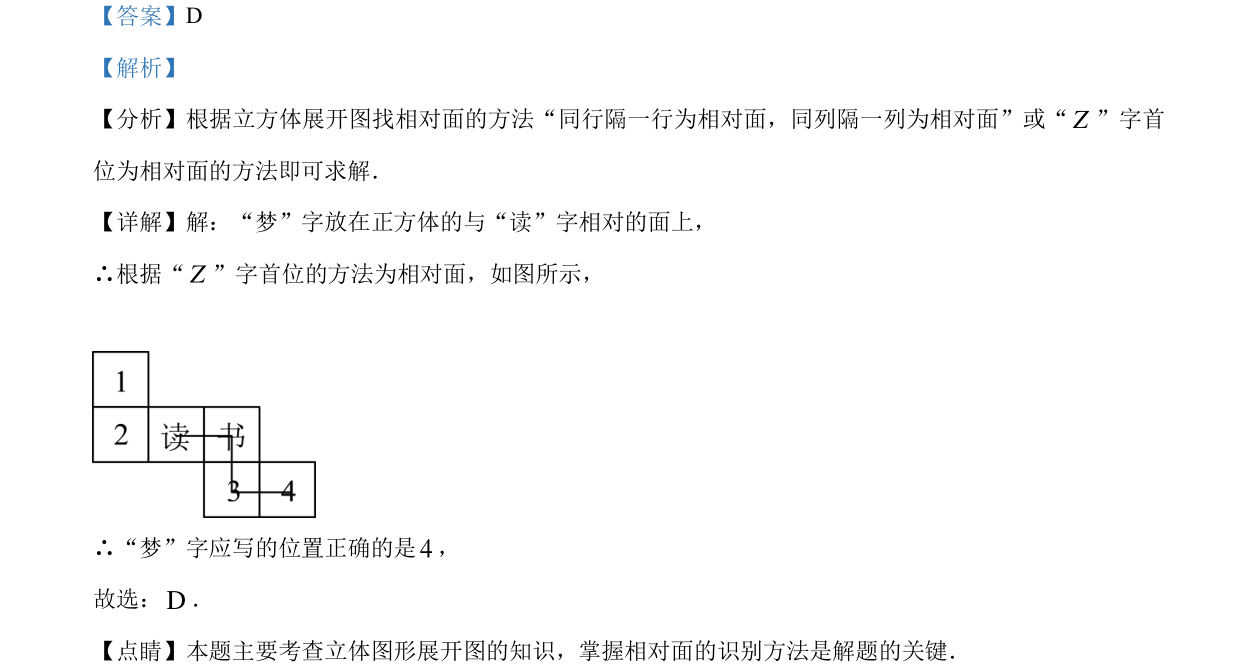 【答案】D
【解析】
【分析】根据立方体展开图找相对面的方法“同行隔一行为相对面，同列隔一列为相对面”或“Z”字首
位为相对面的方法即可求解．
【详解】解：“梦”字放在正方体的与“读”字相对的面上，
∴根据“Z”字首位的方法为相对面，如图所示，
1
2 读 书
3 4
∴“梦”字应写的位置正确的是4，
故选：D．
【点睛】本题主要考查立体图形展开图的知识，掌握相对面的识别方法是解题的关键．